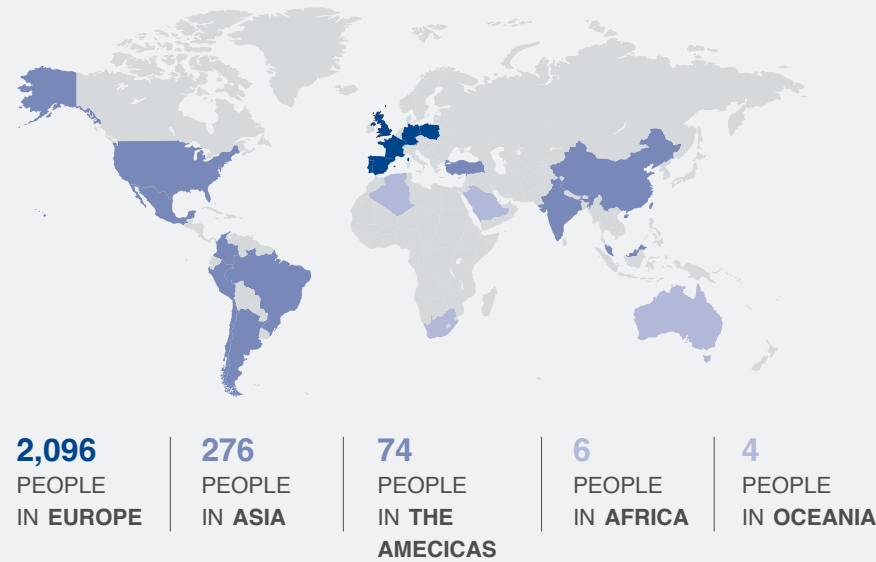 2,096
PEOPLE
IN EUROPE
276
PEOPLE
IN ASIA
74
PEOPLE
IN THE
AMECICAS
6
PEOPLE
IN AFRICA
4
PEOPLE
IN OCEANIA